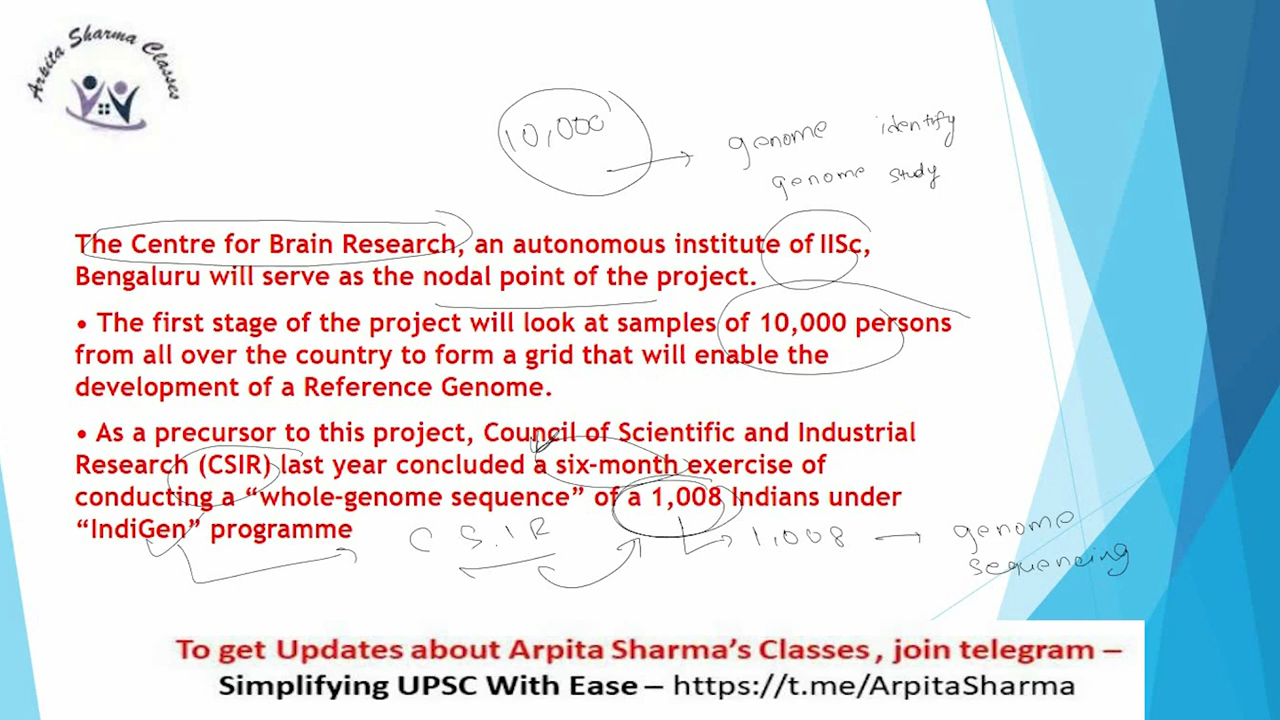 Arpita Sharma Classes
10,000
genome identify
genome study
The Centre for Brain Research, an autonomous institute of IISc,
Bengaluru will serve as the nodal point of the project.
• The first stage of the project will look at samples of 10,000 persons
from all over the country to form a grid that will enable the
development of a Reference Genome.
• As a precursor to this project, Council of Scientific and Industrial
Research (CSIR) last year concluded a six-month exercise of
conducting a “whole-genome sequence” of a 1,008 Indians under
“IndiGen” programme
C S.I R
1,008 genome
sequencing
To get Updates about Arpita Sharma’s Classes , join telegram –
Simplifying UPSC With Ease – https://t.me/ArpitaSharma